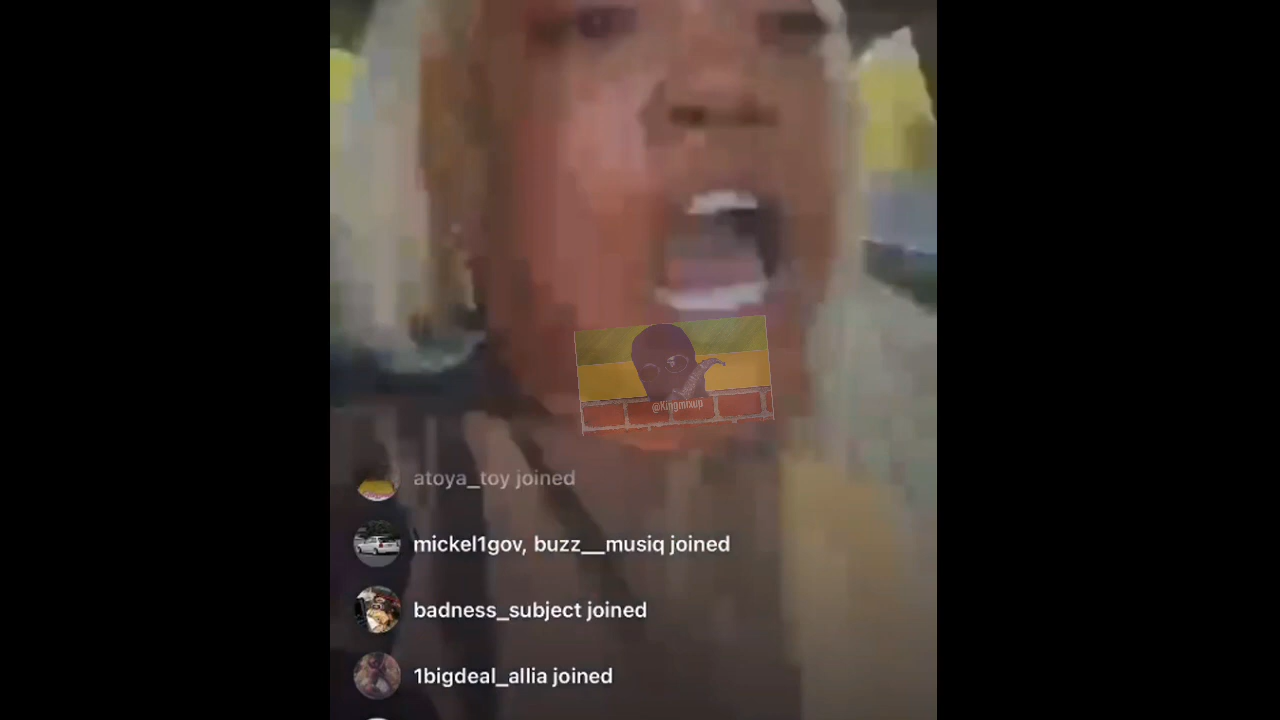 @Kingmixup
atoya_toy joined
mickel1gov, buzz__musiq joined
badness_subject joined
1bigdeal_allia joined